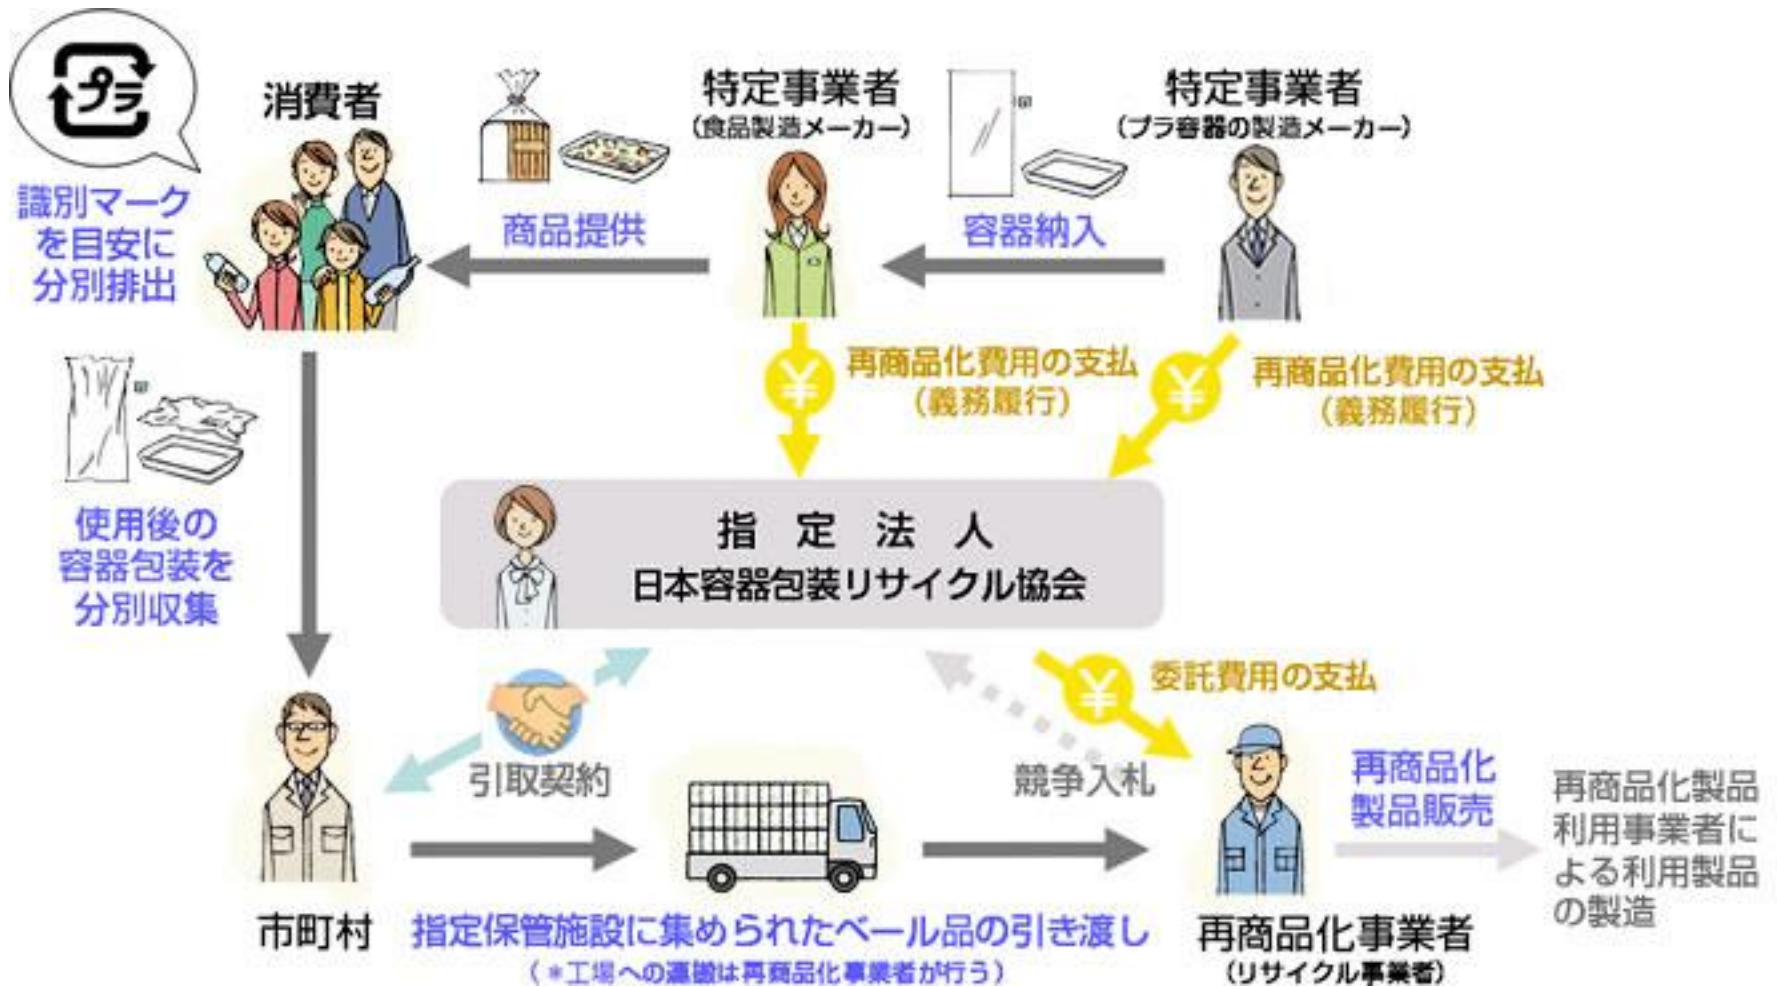 プラ
消費者
識別マーク
を目安に
分別排出
商品提供
特定事業者
(食品製造メーカー)
容器納入
特定事業者
(プラ容器の製造メーカー)
再商品化費用の支払
(義務履行)
再商品化費用の支払
(義務履行)
使用後の
容器包装を
分別収集
指定法人
日本容器包装リサイクル協会
引取契約
競争入札
委託費用の支払
市町村
指定保管施設に集められたベール品の引き渡し
(*工場への運搬は再商品化事業者が行う)
再商品化事業者
(リサイクル事業者)
再商品化
製品販売
再商品化製品
利用事業者に
よる利用製品
の製造